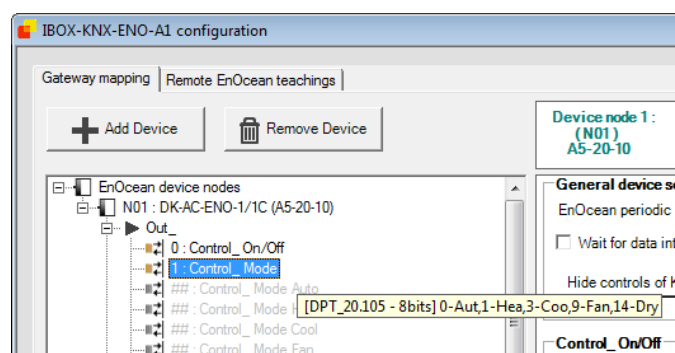 IBOX-KNX-ENO-A1 configuration
Gateway mapping
Remote EnOcean teachings
Add Device
Remove Device
Device node 1 :
(N01)
A5-20-10
EnOcean device nodes
N01 : DK-AC-ENO-1/1C (A5-20-10)
Out_
0 : Control_ On/Off
1 : Control_ Mode
## : Control_ Mode Auto
## : Control_ Mode
[DPT_20.105 - 8bits] 0-Aut,1-Hea,3-Coo,9-Fan,14-Dry
## : Control_ Mode Cool
## : Control_ Mode Fan
General device
EnOcean periodic
Wait for data
Hide controls of
Control_ On/Off